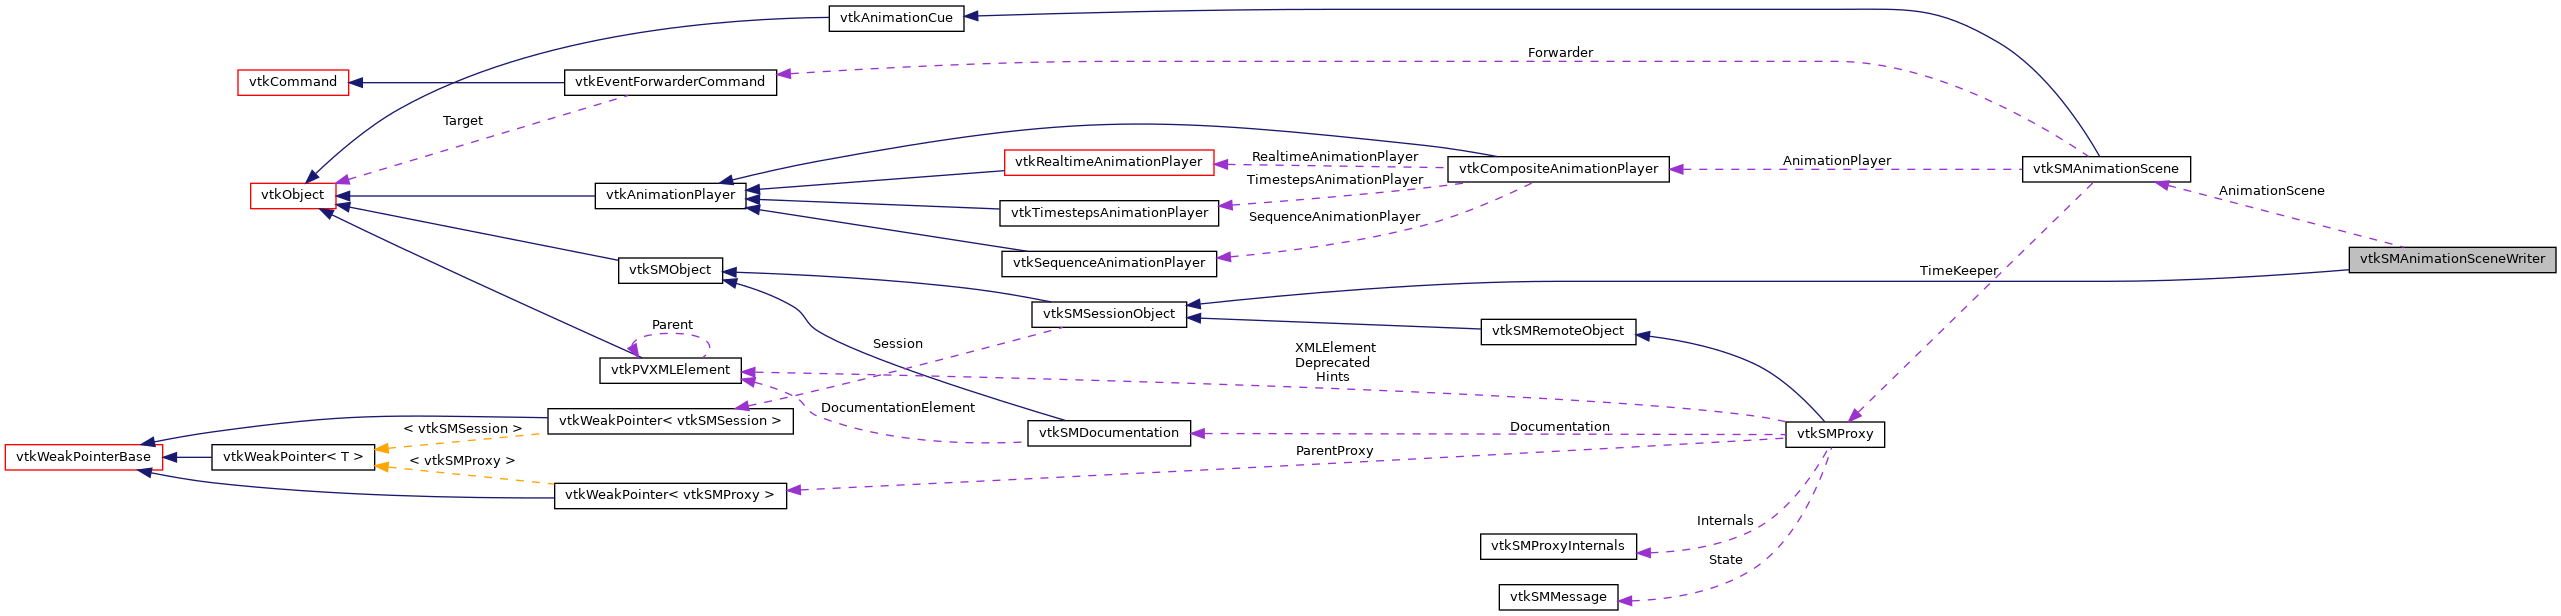 vtkAnimationCue
Forwarder
vtkCommand
vtkEventForwarderCommand
Target
vtkRealtimeAnimationPlayer
RealtimeAnimationPlayer
vtkCompositeAnimationPlayer
AnimationPlayer
vtkSMAnimationScene
TimestepsAnimationPlayer
AnimationScene
vtkObject
vtkAnimationPlayer
vtkTimestepsAnimationPlayer
SequenceAnimationPlayer
vtkSMObject
vtkSequenceAnimationPlayer
TimeKeeper
vtkSMAnimationSceneWriter
vtkSMSessionObject
Parent
vtkSMRemoteObject
Session
XMLElement
Deprecated
Hints
vtkPVXMLElement
DocumentationElement
vtkWeakPointer< vtkSMSession >
< vtkSMSession >
vtkSMDocumentation
Documentation
vtkSMProxy
vtkWeakPointerBase
vtkWeakPointer< T >
< vtkSMProxy >
ParentProxy
vtkWeakPointer< vtkSMProxy >
Internals
vtkSMProxyInternals
State
vtkSMMessage